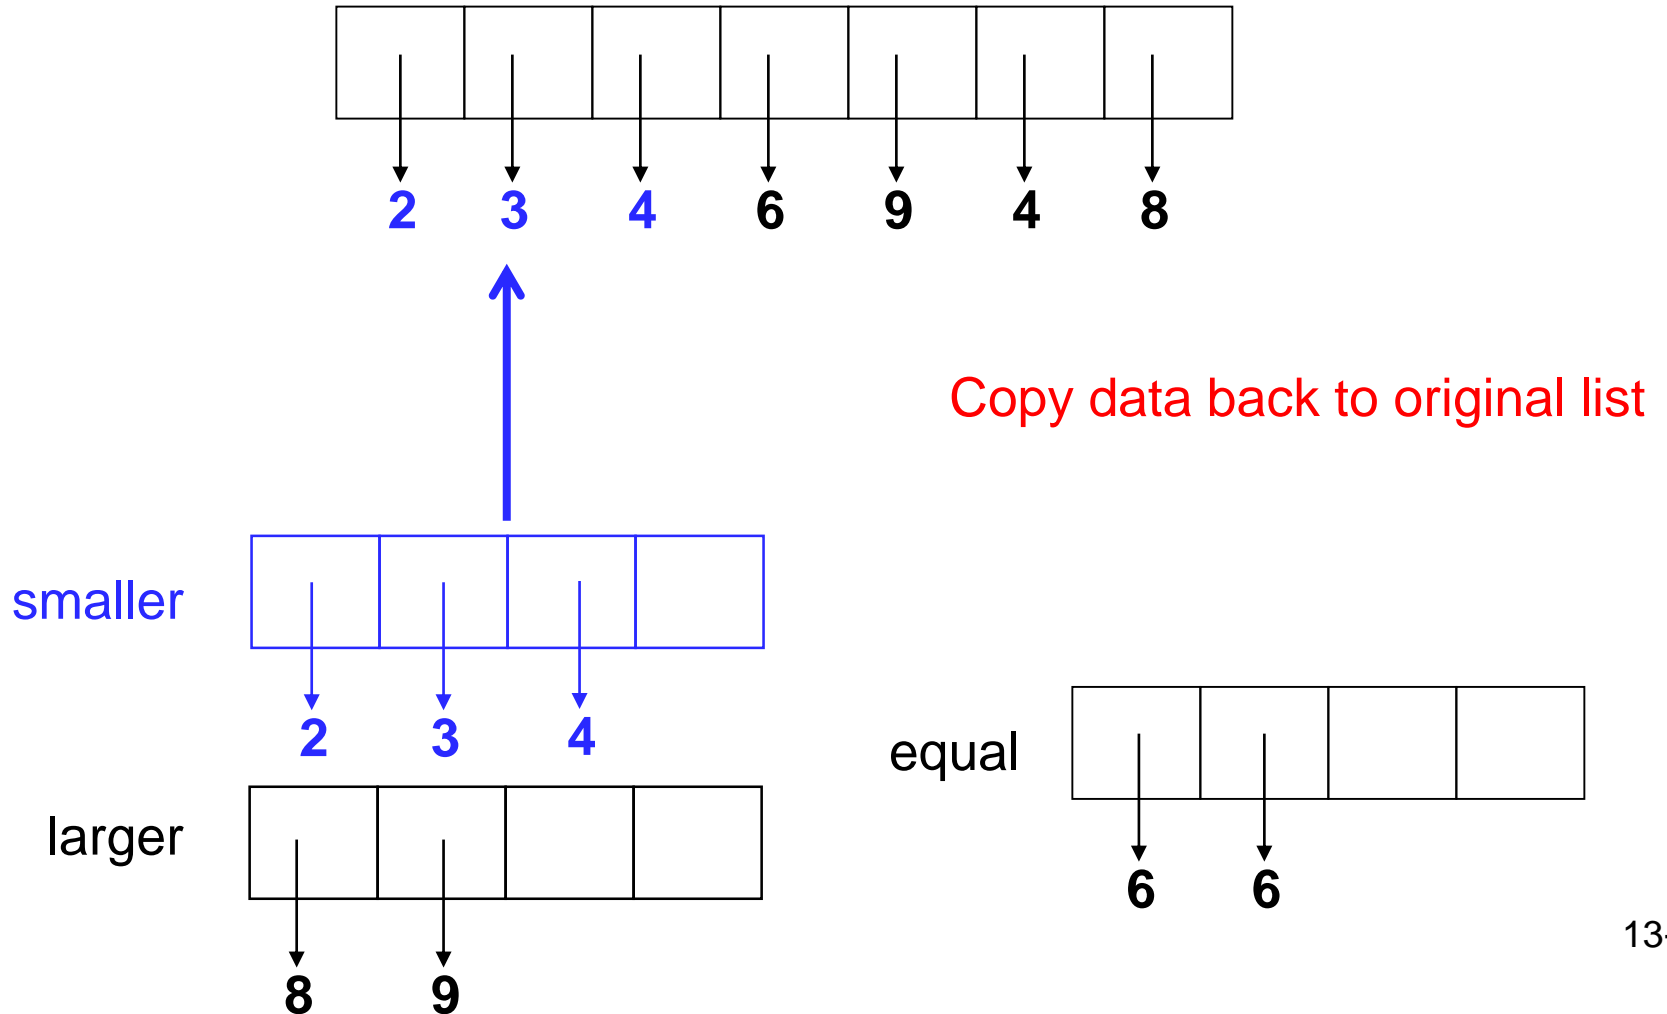 2 3 4 6 9 4 8
Copy data back to original list
smaller
2 3 4
equal
larger
6 6
13-
8 9